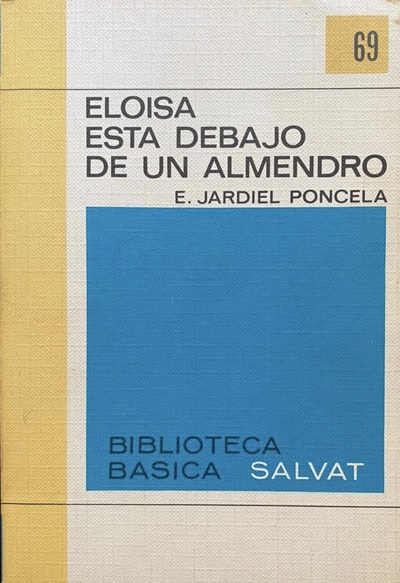 69
ELOISA
ESTA DEBAJO
DE UN ALMENDRO
E. JARDIEL PONCELA
BIBLIOTECA
BASICA SALVAT